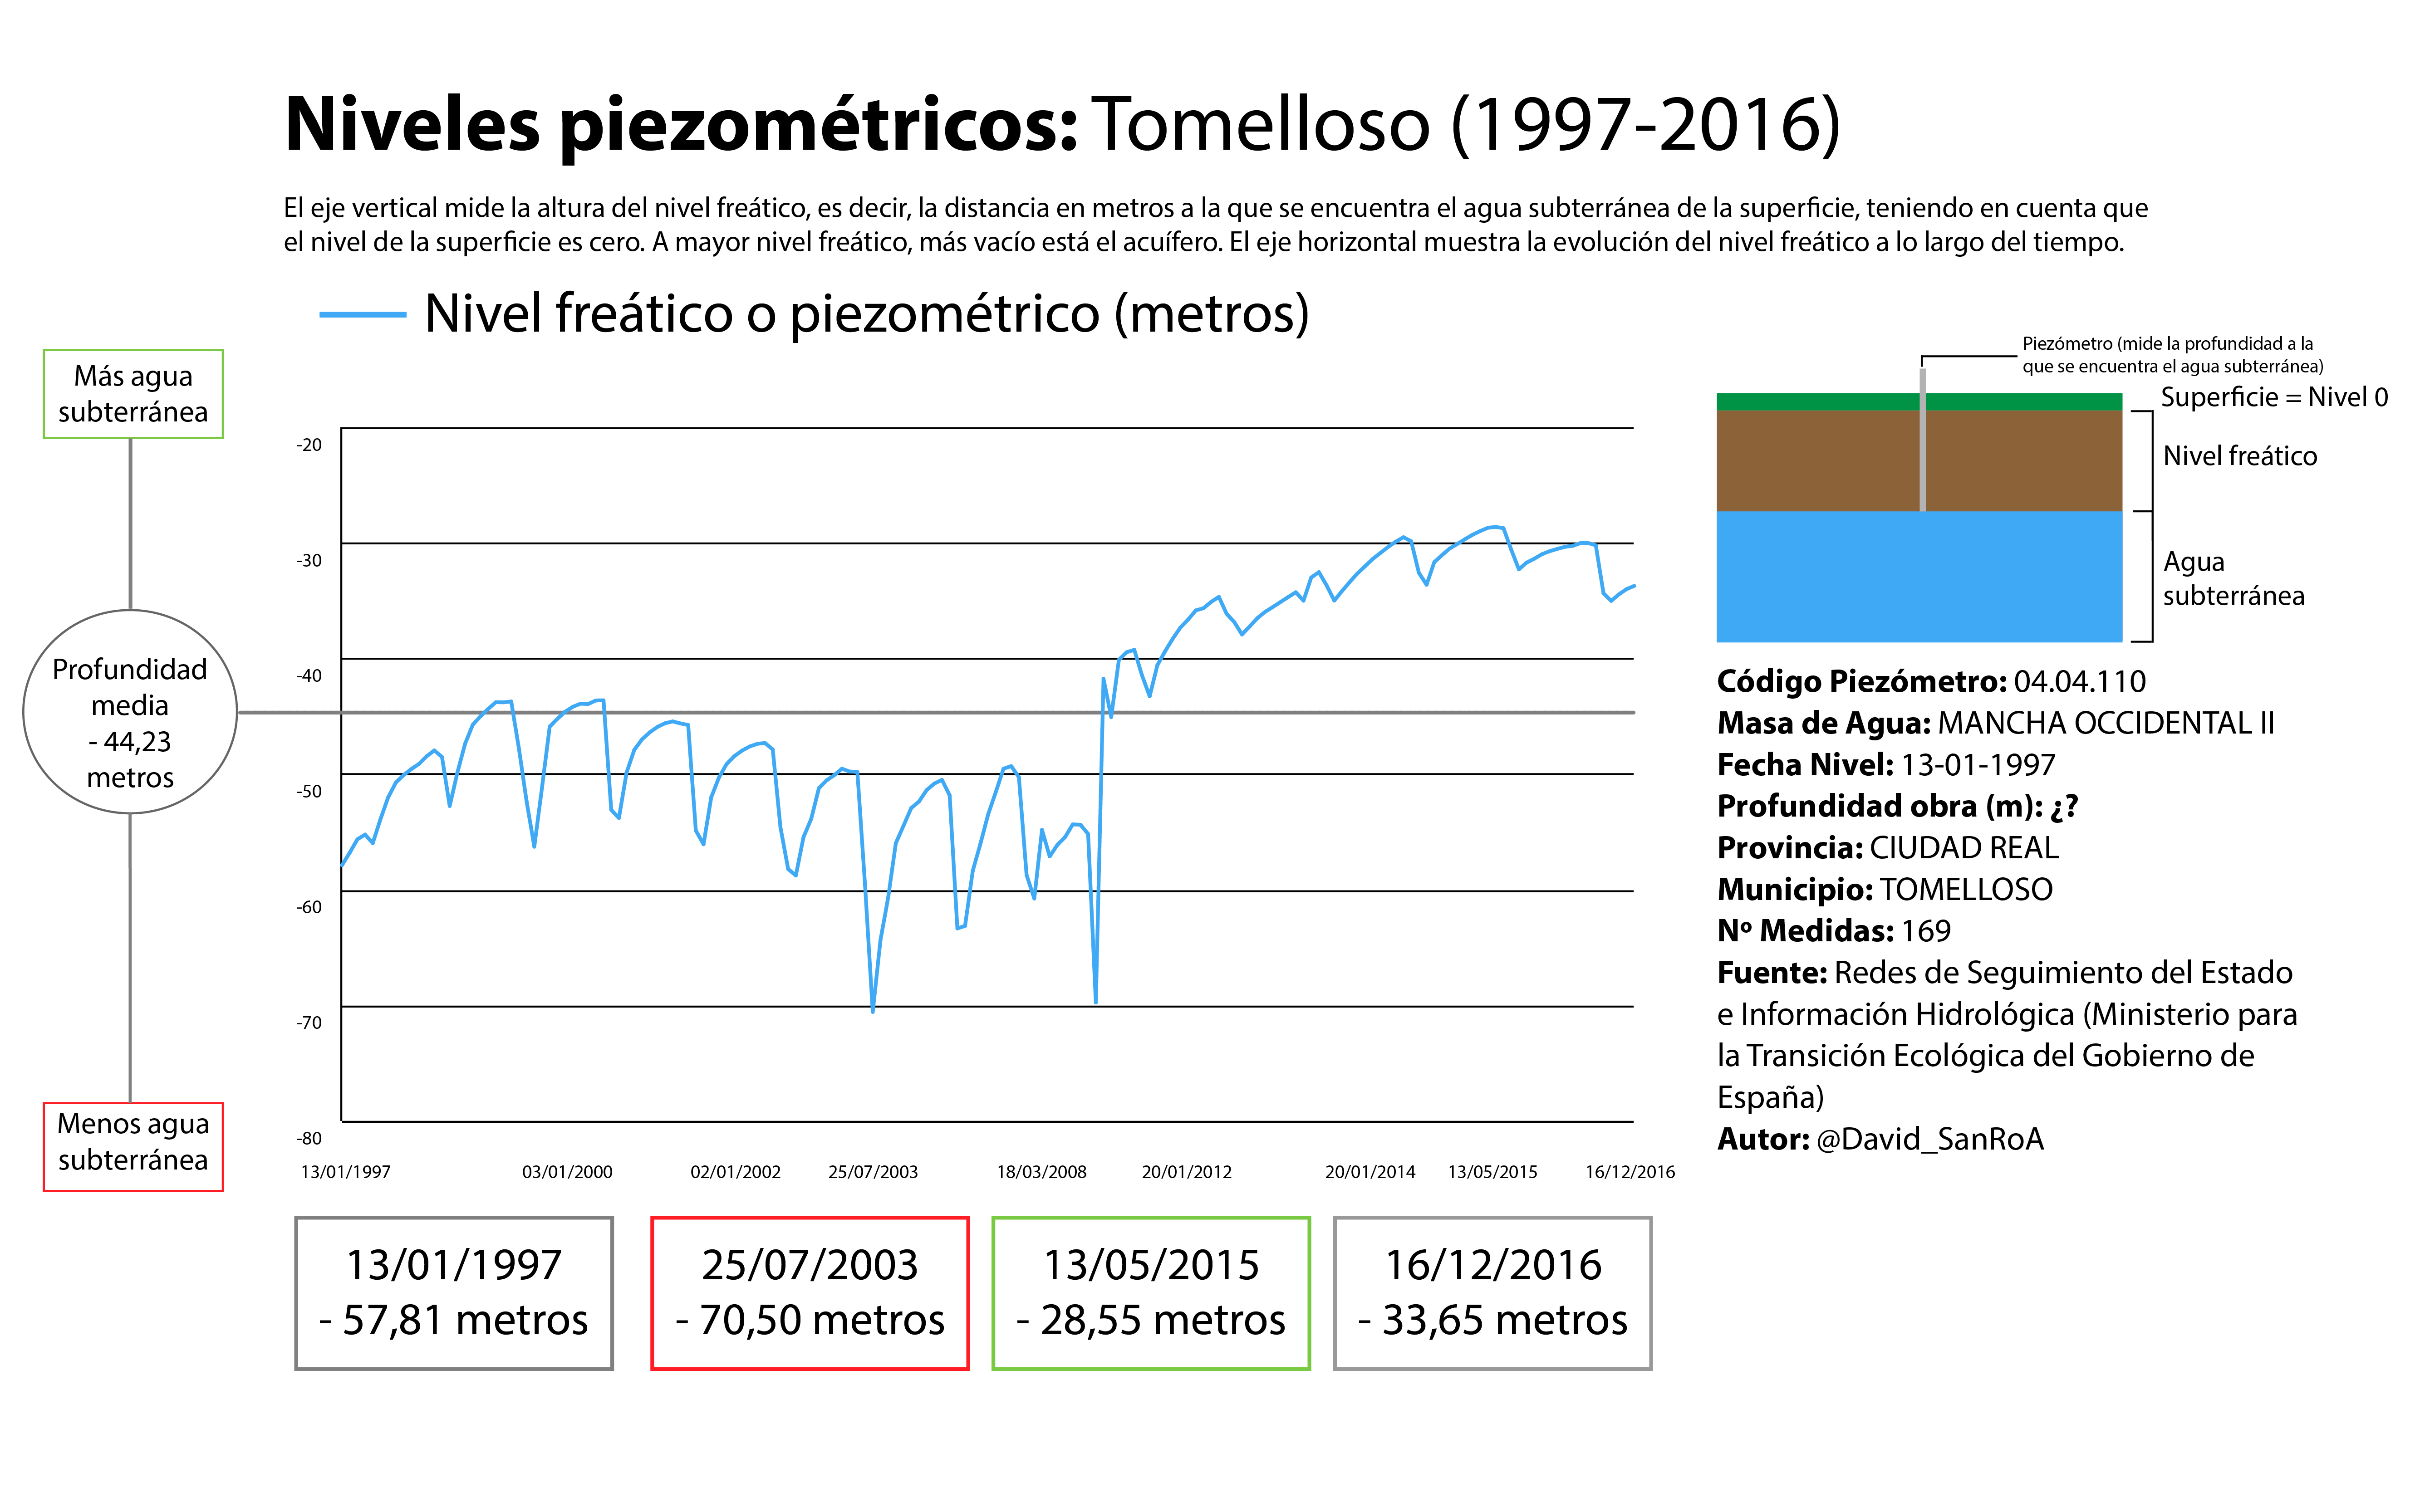 Niveles piezométricos: Tomelloso (1997-2016)
El eje vertical mide la altura del nivel freático, es decir, la distancia en metros a la que se encuentra el agua subterránea de la superficie, teniendo en cuenta que
el nivel de la superficie es cero. A mayor nivel freático, más vacío está el acuífero. El eje horizontal muestra la evolución del nivel freático a lo largo del tiempo.
Nivel freático o piezométrico (metros)
Más agua
subterránea
Profundidad
media
- 44,23
metros
Menos agua
subterránea
-20
-30
-40
-50
-60
-70
-80
13/01/1997
03/01/2000
02/01/2002
25/07/2003
18/03/2008
20/01/2012
20/01/2014
13/05/2015
16/12/2016
13/01/1997
- 57,81 metros
25/07/2003
- 70,50 metros
13/05/2015
- 28,55 metros
16/12/2016
- 33,65 metros
Piezómetro (mide la profundidad a la
que se encuentra el agua subterránea)
Superficie = Nivel 0
Nivel freático
Agua
subterránea
Código Piezómetro: 04.04.110
Masa de Agua: MANCHA OCCIDENTAL II
Fecha Nivel: 13-01-1997
Profundidad obra (m): ¿?
Provincia: CIUDAD REAL
Municipio: TOMELLOSO
Nº Medidas: 169
Fuente: Redes de Seguimiento del Estado
e Información Hidrológica (Ministerio para
la Transición Ecológica del Gobierno de
España)
Autor: @David_SanRoA